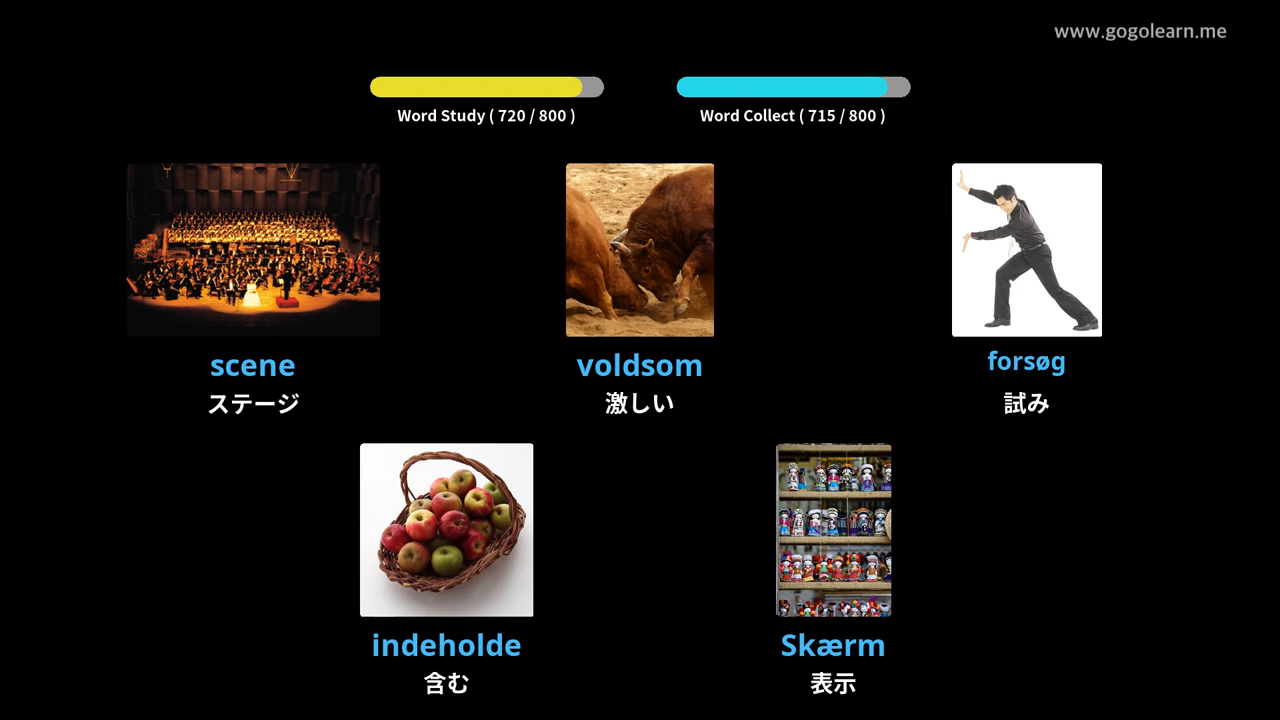 www.gogolearn.me
Word Study ( 720 / 800 )
Word Collect ( 715 / 800 )
scene
ステージ
voldsom
激しい
forsøg
試み
indeholde
含む
Skærm
表示